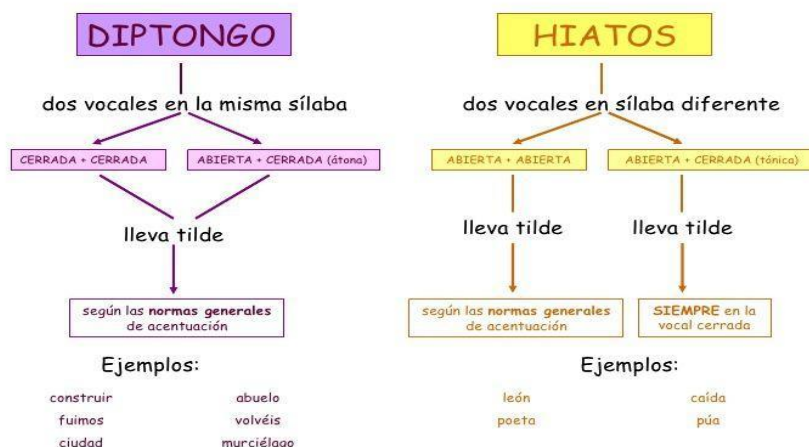 DIPTONGO
dos vocales en la misma sílaba
CERRADA + CERRADA
ABIERTA + CERRADA (átona)
lleva tilde
según las normas generales
de acentuación
Ejemplos:
construir
abuelo
fuimos
volvéis
ciudad
murciélago
HIATOS
dos vocales en sílaba diferente
ABIERTA + ABIERTA
ABIERTA + CERRADA (tónica)
lleva tilde
lleva tilde
según las normas generales
de acentuación
SIEMPRE en la
vocal cerrada
Ejemplos:
león
caída
poeta
púa